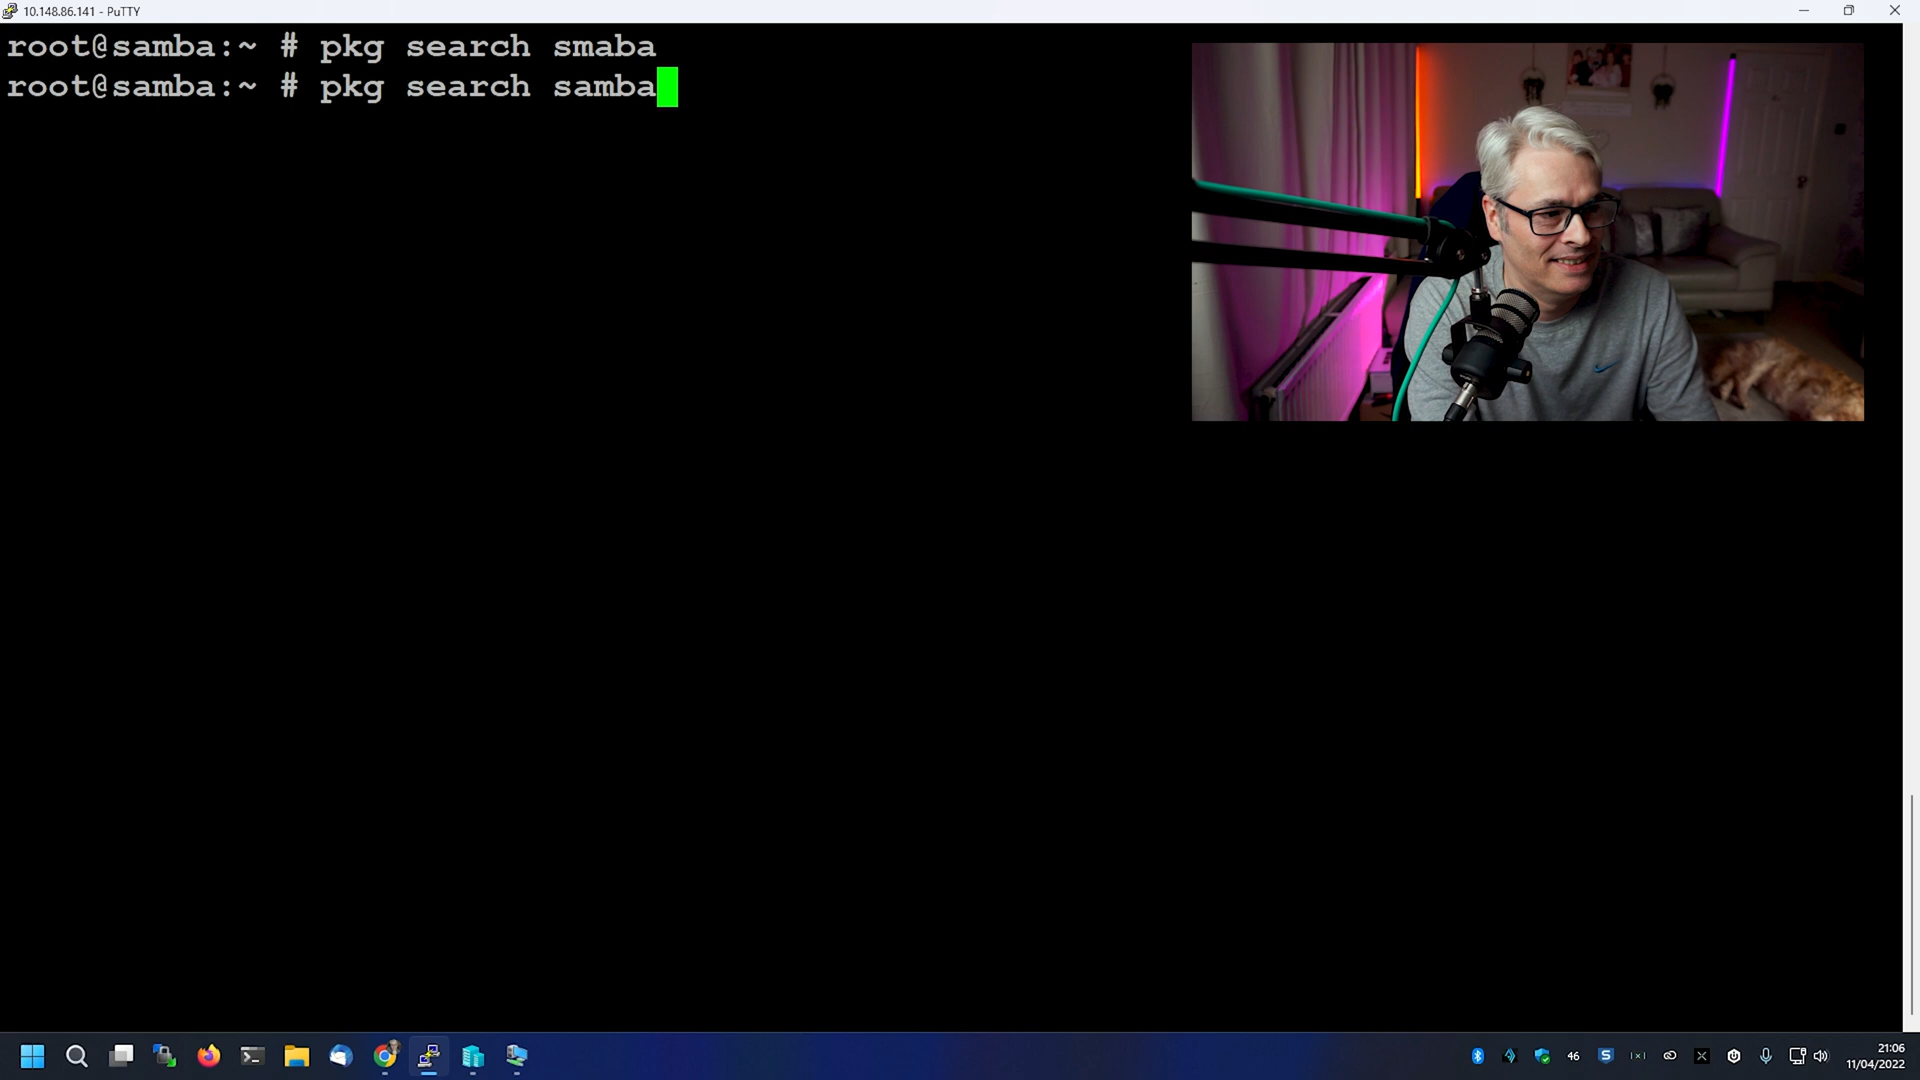 10.148.86.141 - PuTTY
root@samba:~ # pkg search smaba
root@samba:~ # pkg search samba
46
21:06
11/04/2022